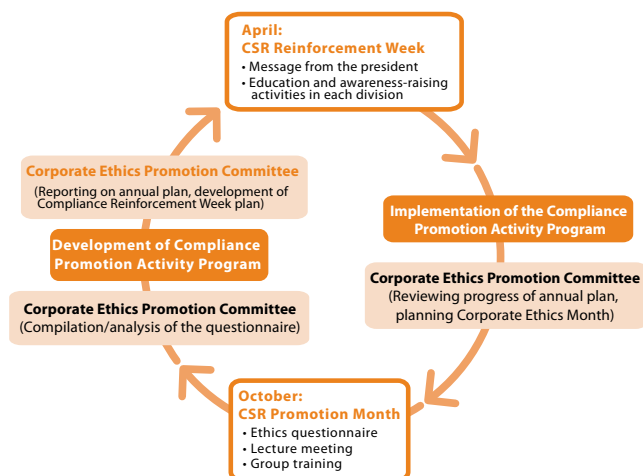 April:
CSR Reinforcement Week
• Message from the president
• Education and awareness-raising
activities in each division
Implementation of the Compliance
Promotion Activity Program
Corporate Ethics Promotion Committee
(Reviewing progress of annual plan,
planning Corporate Ethics Month)
October:
CSR Promotion Month
• Ethics questionnaire
• Lecture meeting
• Group training
Corporate Ethics Promotion Committee
(Compilation/analysis of the questionnaire)
Development of Compliance
Promotion Activity Program
Corporate Ethics Promotion Committee
(Reporting on annual plan, development of
Compliance Reinforcement Week plan)